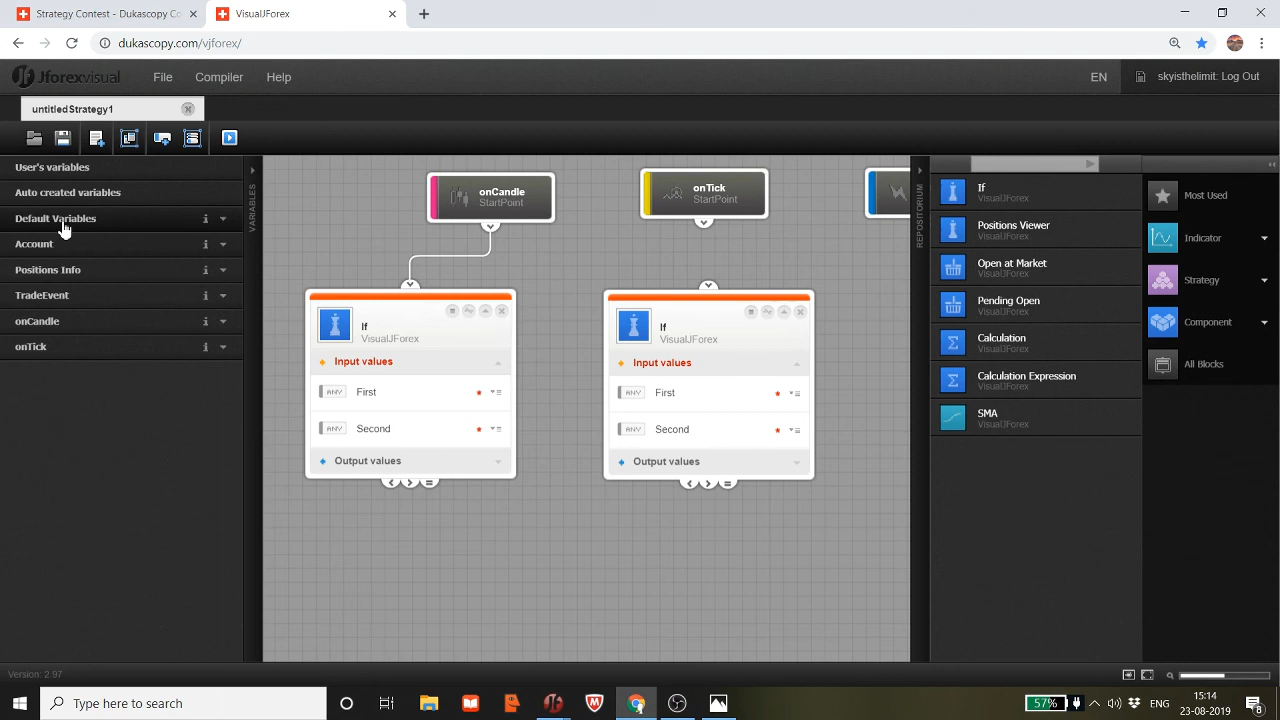 Strategy Contest - Dukascopy Co
VisualJForex
dukascopy.com/vjforex/
Jforexvisual
File
Compiler
Help
EN
skyisthelimit: Log Out
untitledStrategy1
User's variables
Auto created variables
Default Variables
Account
Positions Info
TradeEvent
onCandle
onTick
VARIABLES
onCandle
StartPoint
onTick
StartPoint
If
VisualJForex
Input values
ANY First
ANY Second
Output values
If
VisualJForex
Input values
ANY First
ANY Second
Output values
REPOSITORIUM
If
VisualJForex
Positions Viewer
VisualJForex
Open at Market
VisualJForex
Pending Open
VisualJForex
Calculation
VisualJForex
Calculation Expression
VisualJForex
SMA
VisualJForex
Most Used
Indicator
Strategy
Component
All Blocks
Version: 2.97
Type here to search
57%
ENG
15:14
23-08-2019
8